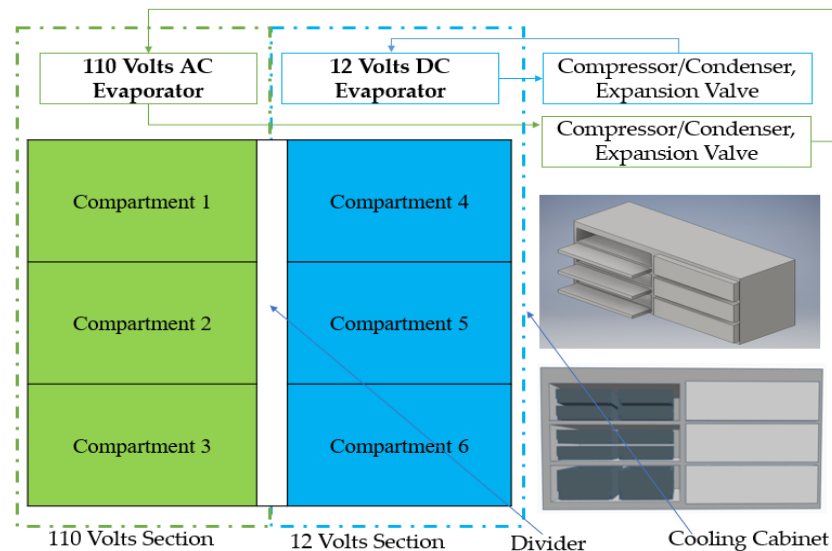 110 Volts AC
Evaporator
12 Volts DC
Evaporator
Compressor/Condenser,
Expansion Valve
Compressor/Condenser,
Expansion Valve
Compartment 1
Compartment 4
Compartment 2
Compartment 5
Compartment 3
Compartment 6
110 Volts Section
12 Volts Section
Divider
Cooling Cabinet